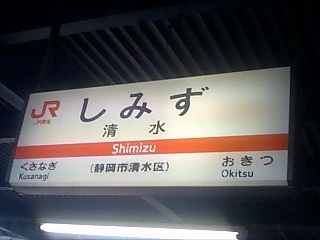 JR
JR東海
しみず
清水
Shimizu
くさなぎ
Kusanagi
(静岡市清水区)
おきつ
Okitsu